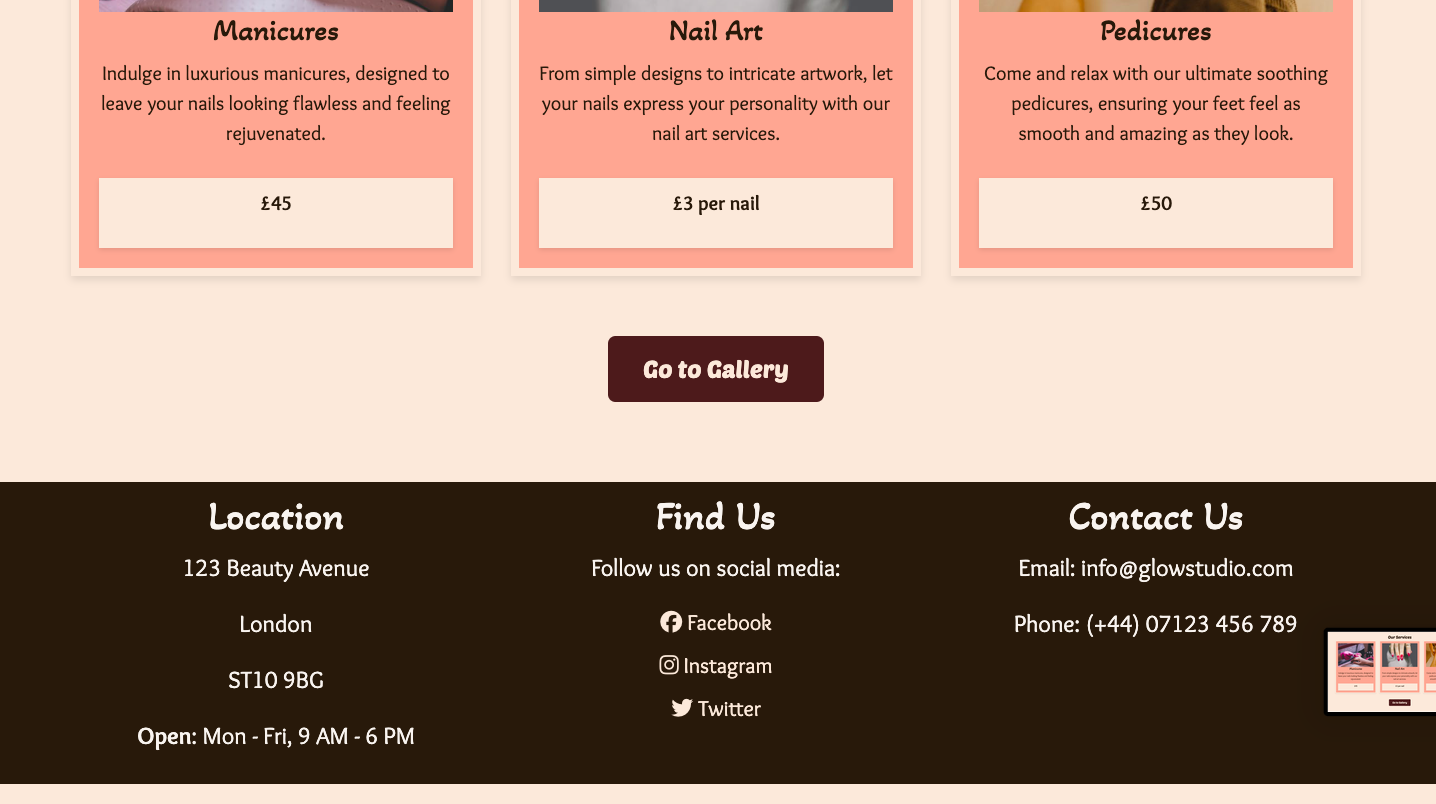 Manicures
Indulge in luxurious manicures, designed to
leave your nails looking flawless and feeling
rejuvenated.
£45
Nail Art
From simple designs to intricate artwork, let
your nails express your personality with our
nail art services.
£3 per nail
Pedicures
Come and relax with our ultimate soothing
pedicures, ensuring your feet feel as
smooth and amazing as they look.
£50
Go to Gallery
Location
123 Beauty Avenue
London
ST10 9BG
Open: Mon - Fri, 9 AM - 6 PM
Find Us
Follow us on social media:
Facebook
Instagram
Twitter
Contact Us
Email: info@glowstudio.com
Phone: (+44) 07123 456 789
Our Services